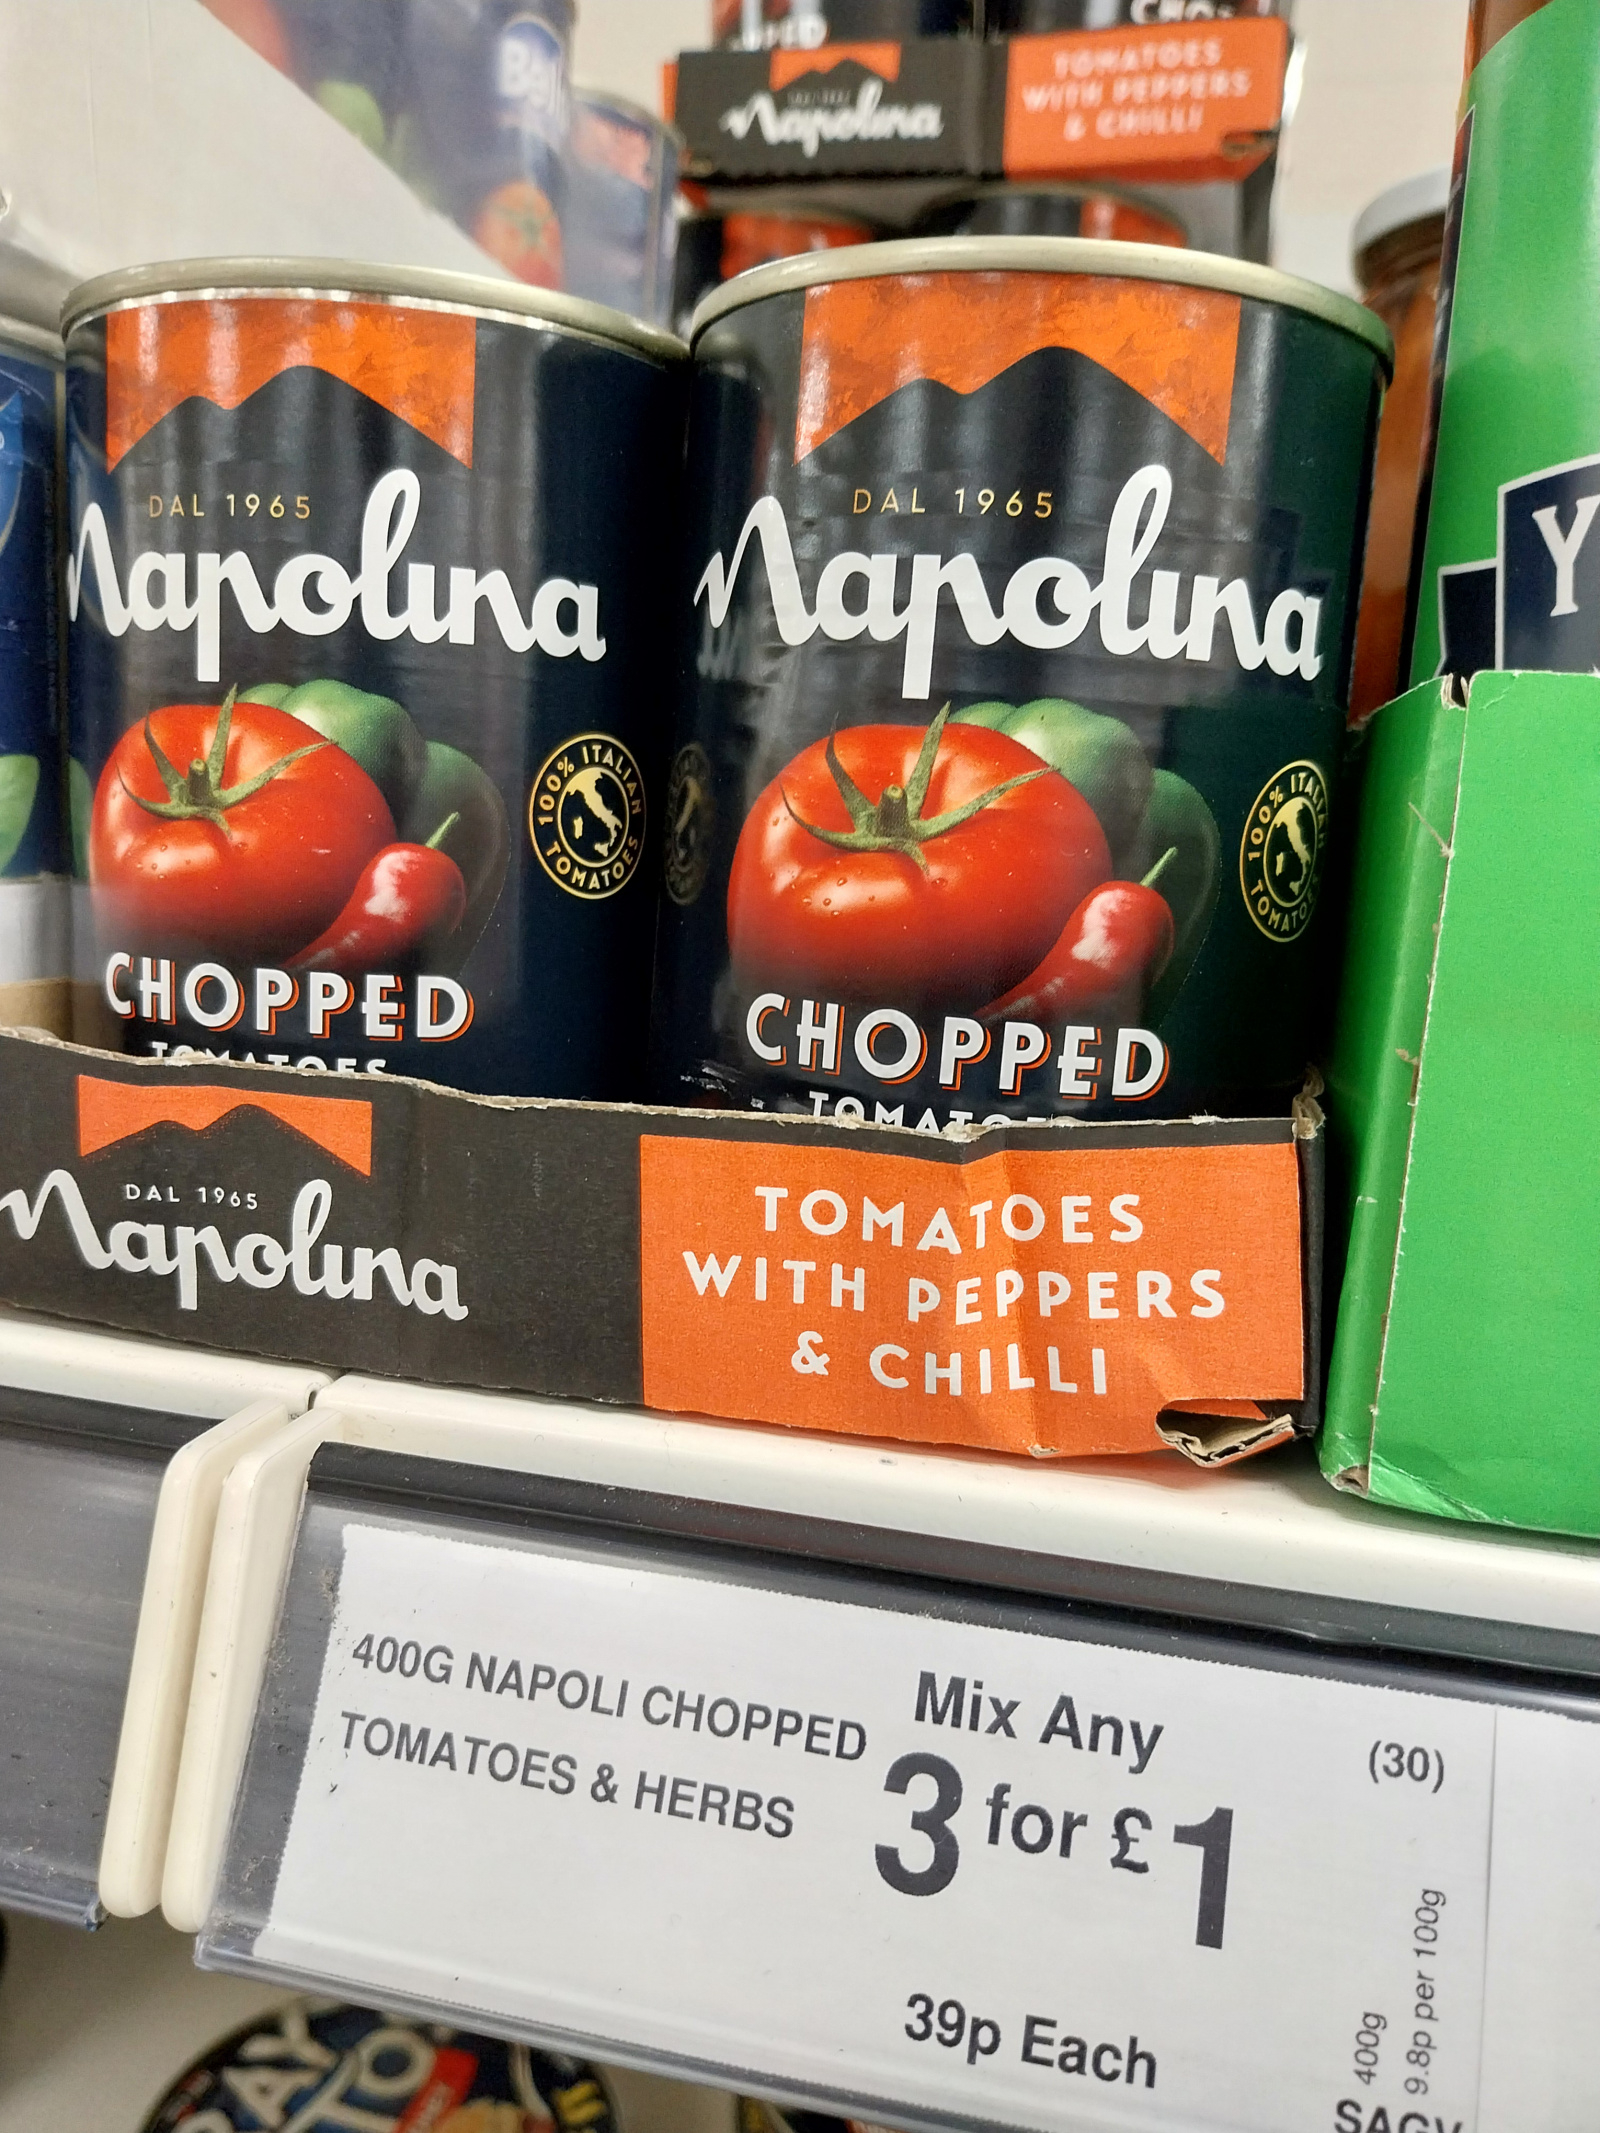 Napolina
TOMATOES
WITH PEPPERS
& CHILLI
DAL 1965
Napolina
100% ITALIAN
TOMATOES
CHOPPED
TOMATOES
DAL 1965
Napolina
100% ITALIAN
TOMATOES
CHOPPED
TOMATOES
Y
DAL 1965
Napolina
TOMATOES
WITH PEPPERS
& CHILLI
400G NAPOLI CHOPPED
TOMATOES & HERBS
Mix Any
3 for £1
39p Each
(30)
400g
9.8p per 100g